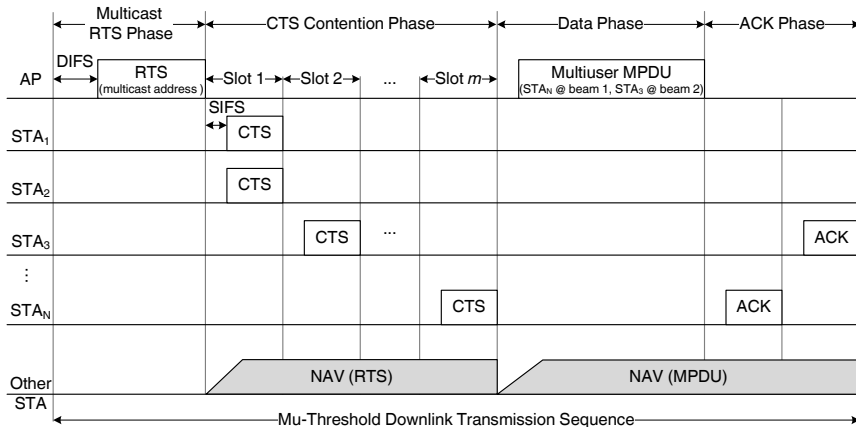 Multicast
RTS Phase
CTS Contention Phase
Data Phase
ACK Phase
DIFS
AP
RTS
(multicast address )
Slot 1
Slot 2
...
Slot m
Multiuser MPDU
(STAN @ beam 1, STA3 @ beam 2)
SIFS
STA1
CTS
STA2
CTS
STA3
CTS
...
ACK
⋮
STAN
CTS
ACK
Other
STA
NAV (RTS)
NAV (MPDU)
Mu-Threshold Downlink Transmission Sequence